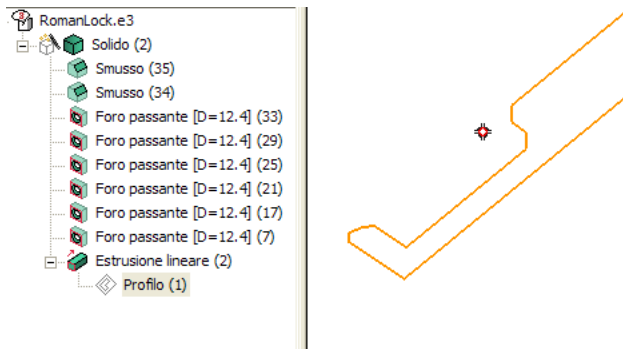 RomanLock.e3
Solido (2)
Smusso (35)
Smusso (34)
Foro passante [D=12.4] (33)
Foro passante [D=12.4] (29)
Foro passante [D=12.4] (25)
Foro passante [D=12.4] (21)
Foro passante [D=12.4] (17)
Foro passante [D=12.4] (7)
Estrusione lineare (2)
Profilo (1)